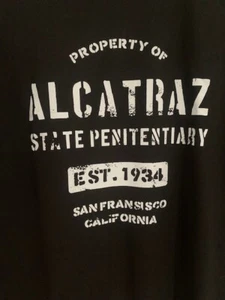 PROPERTY OF
ALCATRAZ
STATE PENITENTIARY
EST. 1934
SAN FRANSISCO
CALIFORNIA